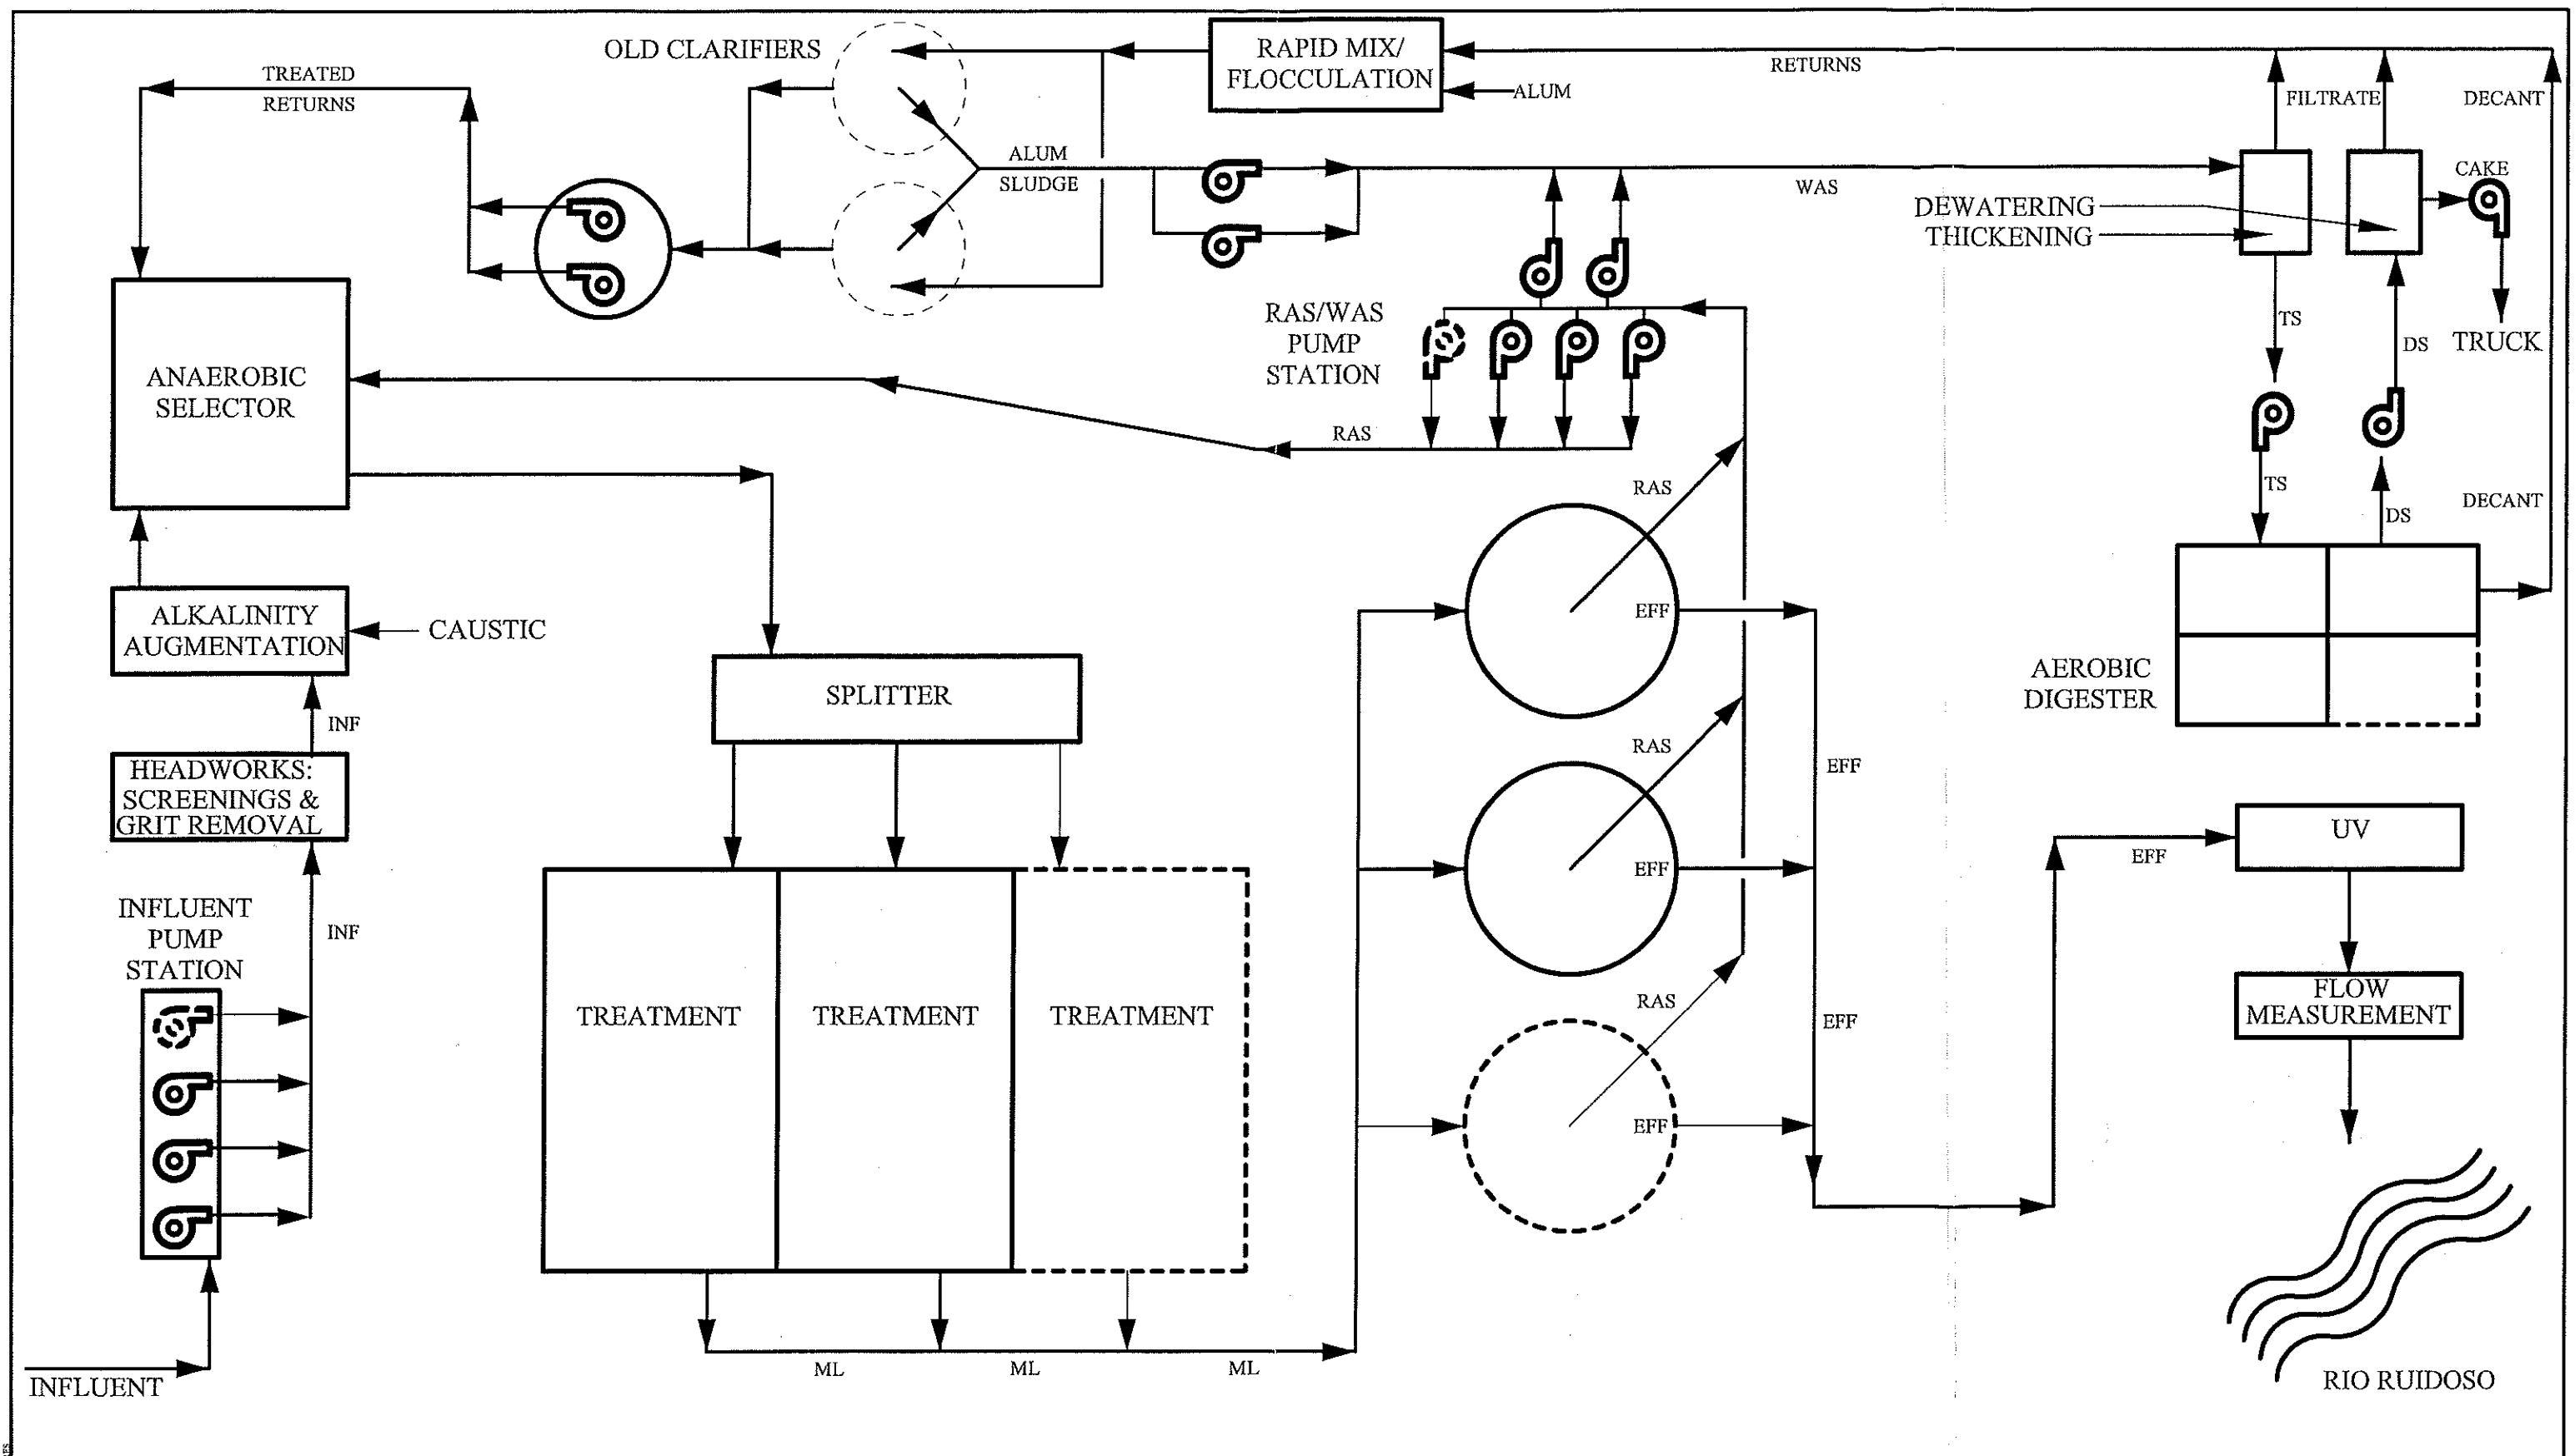 OLD CLARIFIERS
RAPID MIX/
FLOCCULATION
RETURNS
ALUM
TREATED
RETURNS
FILTRATE
DECANT
ALUM
SLUDGE
WAS
CAKE
DEWATERING
THICKENING
RAS/WAS
PUMP
STATION
TS
DS
TRUCK
ANAEROBIC
SELECTOR
RAS
RAS
TS
DS
DECANT
ALKALINITY
AUGMENTATION
CAUSTIC
EFF
SPLITTER
AEROBIC
DIGESTER
INF
RAS
EFF
HEADWORKS:
SCREENINGS &
GRIT REMOVAL
UV
EFF
EFF
INFLUENT
PUMP
STATION
INF
TREATMENT
TREATMENT
TREATMENT
RAS
EFF
FLOW
MEASUREMENT
EFF
INFLUENT
ML
ML
ML
RIO RUIDOSO